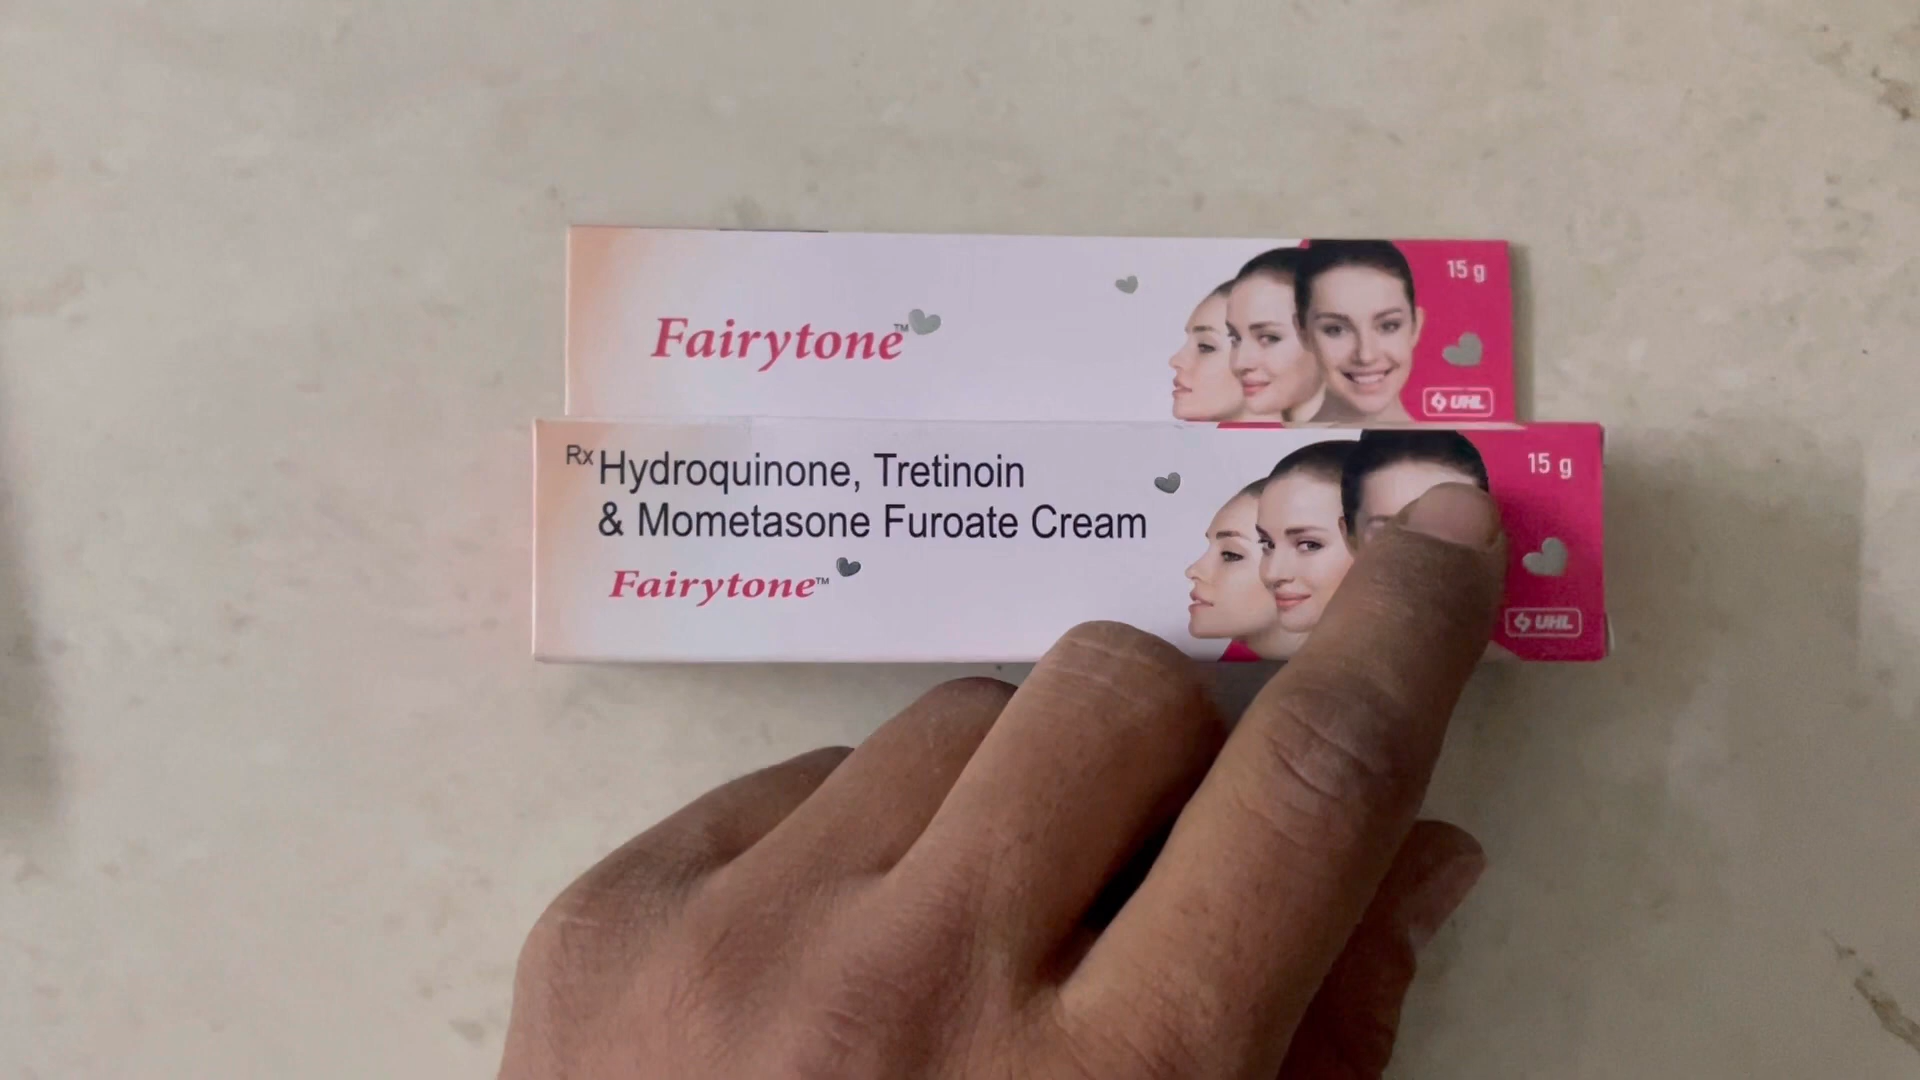 Fairytone™
15 g
UHL
Rx Hydroquinone, Tretinoin
& Mometasone Furoate Cream
Fairytone™
15 g
UHL